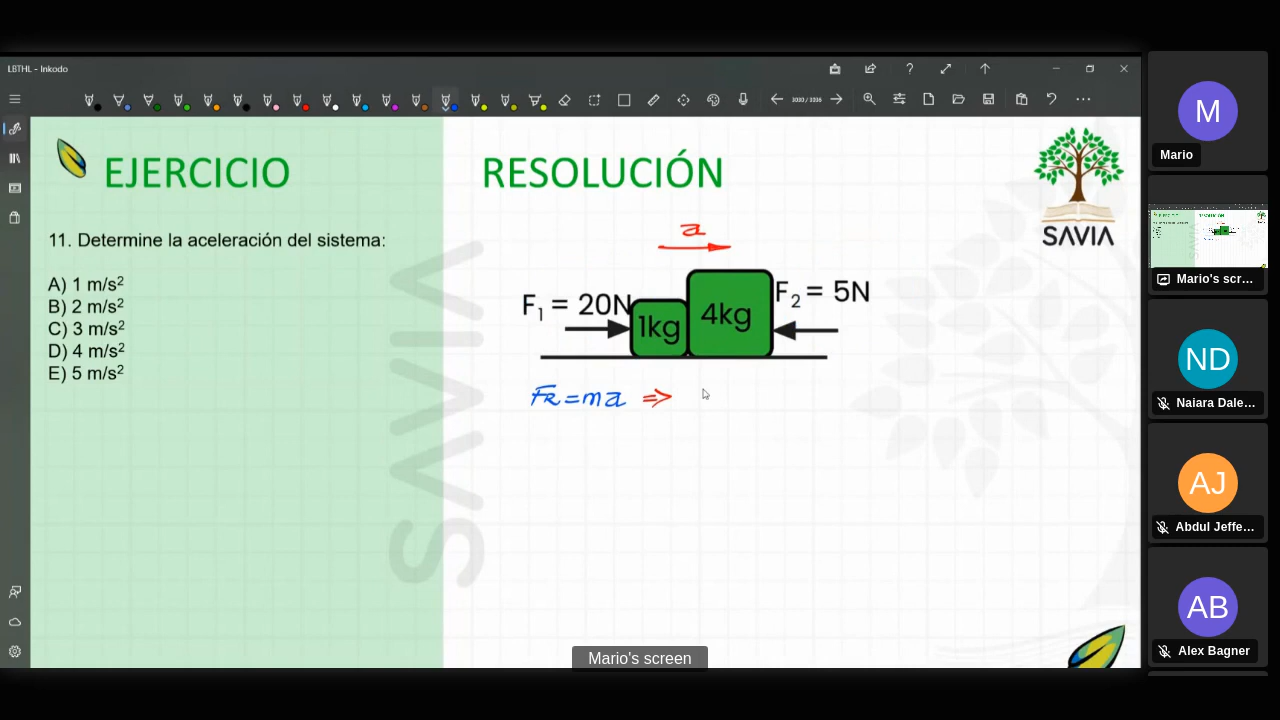 LBTHL - Inkodo
3030 / 3336
EJERCICIO
RESOLUCIÓN
SAVIA
11. Determine la aceleración del sistema:
A) 1 m/s²
B) 2 m/s²
C) 3 m/s²
D) 4 m/s²
E) 5 m/s²
a
F₁ = 20N
1kg
4kg
F₂ = 5N
FR = ma ⇒
SAVIA
Mario's screen
M
Mario
Mario's scr...
ND
Naiara Dale...
AJ
Abdul Jeffe...
AB
Alex Bagner